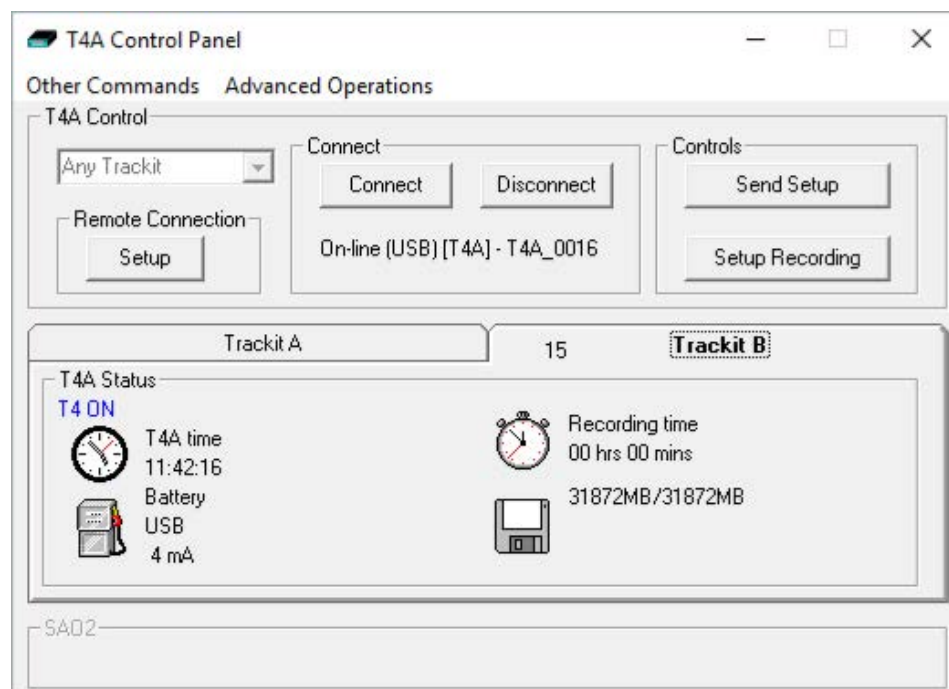 T4A Control Panel
Other Commands Advanced Operations
T4A Control
Any Trackit
Remote Connection
Setup
Connect
Connect Disconnect
On-line (USB) [T4A] - T4A_0016
Controls
Send Setup
Setup Recording
Trackit A
15 Trackit B
T4A Status
T4 ON
T4A time
11:42:16
Battery
USB
4 mA
Recording time
00 hrs 00 mins
31872MB/31872MB
SAO2